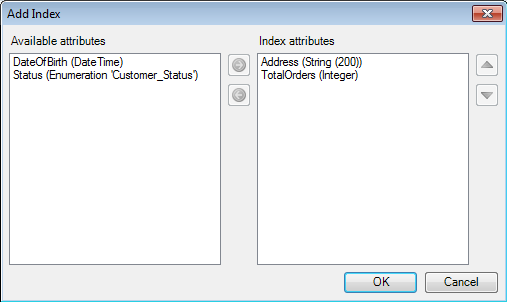 Add Index
Available attributes
DateOfBirth (DateTime)
Status (Enumeration 'Customer_Status')
Index attributes
Address (String (200))
TotalOrders (Integer)
OK
Cancel